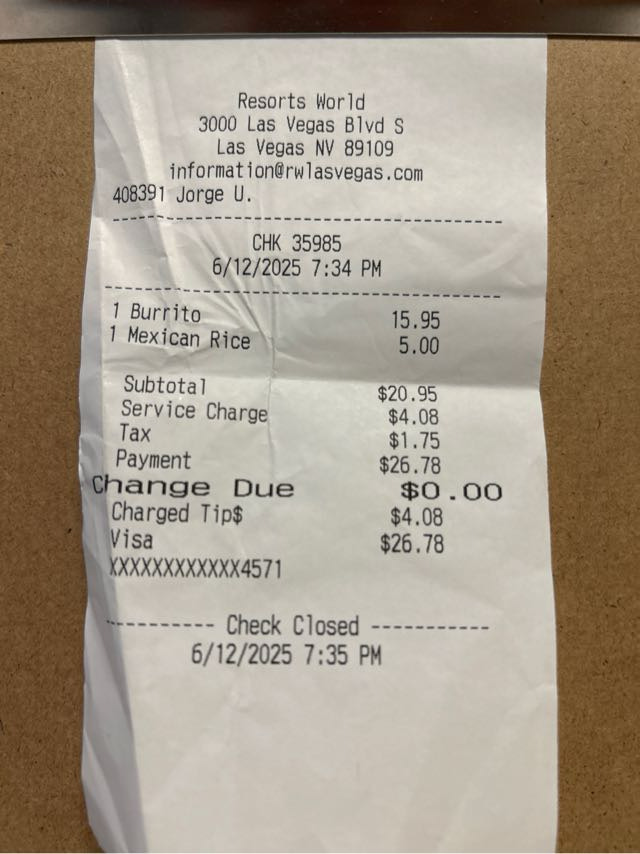 Resorts World
3000 Las Vegas Blvd S
Las Vegas NV 89109
information@rwlasvegas.com
408391 Jorge U.
CHK 35985
6/12/2025 7:34 PM
1 Burrito 15.95
1 Mexican Rice 5.00
Subtotal $20.95
Service Charge $4.08
Tax $1.75
Payment $26.78
Change Due $0.00
Charged Tip$ $4.08
Visa $26.78
XXXXXXXXXXXX4571
---------- Check Closed -----------
6/12/2025 7:35 PM